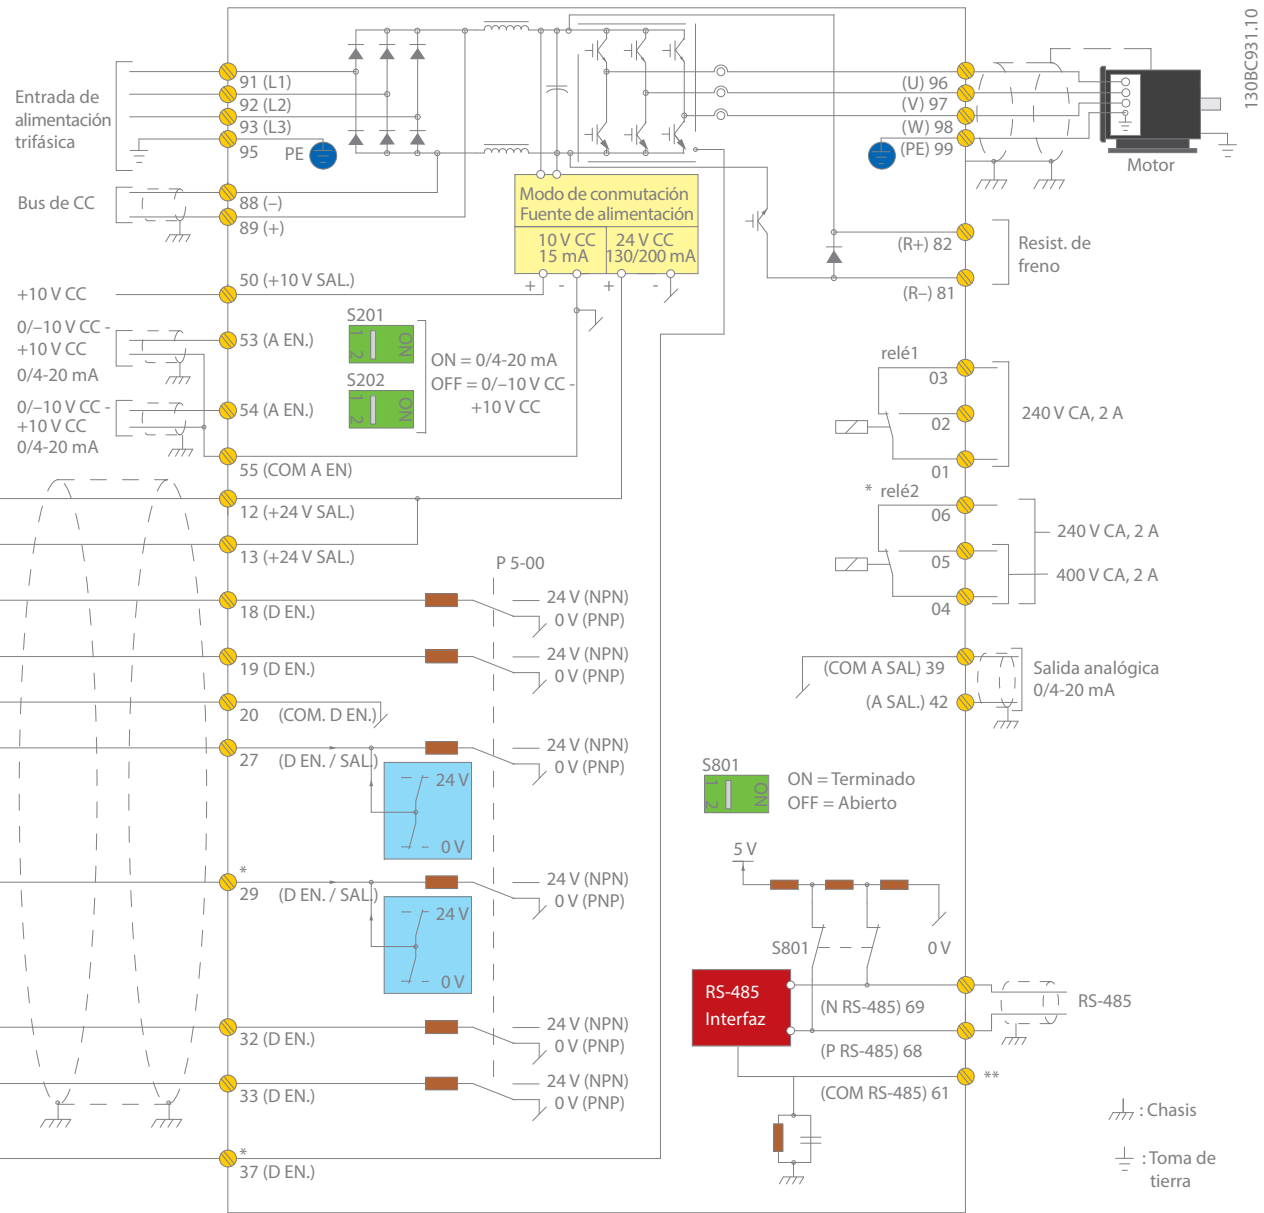 130BC931.10
Entrada de
alimentación
trifásica
91 (L1)
92 (L2)
93 (L3)
95
PE
Bus de CC
88 (−)
89 (+)
Modo de conmutación
Fuente de alimentación
10 V CC
15 mA
24 V CC
130/200 mA
+
-
+
-
(U) 96
(V) 97
(W) 98
(PE) 99
Motor
(R+) 82
(R−) 81
Resist. de
freno
+10 V CC
50 (+10 V SAL.)
0/−10 V CC -
+10 V CC
0/4-20 mA
53 (A EN.)
0/−10 V CC -
+10 V CC
0/4-20 mA
54 (A EN.)
55 (COM A EN)
S201
1 2
ON
S202
1 2
ON
ON = 0/4-20 mA
OFF = 0/−10 V CC -
+10 V CC
relé1
03
02
01
240 V CA, 2 A
* relé2
06
05
04
240 V CA, 2 A
400 V CA, 2 A
12 (+24 V SAL.)
13 (+24 V SAL.)
P 5-00
18 (D EN.)
24 V (NPN)
0 V (PNP)
19 (D EN.)
24 V (NPN)
0 V (PNP)
20 (COM. D EN.)
27 (D EN. / SAL.)
24 V (NPN)
0 V (PNP)
24 V
0 V
*
29 (D EN. / SAL.)
24 V (NPN)
0 V (PNP)
24 V
0 V
32 (D EN.)
24 V (NPN)
0 V (PNP)
33 (D EN.)
24 V (NPN)
0 V (PNP)
*
37 (D EN.)
(COM A SAL) 39
(A SAL.) 42
Salida analógica
0/4-20 mA
S801
1 2
ON
ON = Terminado
OFF = Abierto
5 V
S801
0 V
RS-485
Interfaz
(N RS-485) 69
(P RS-485) 68
(COM RS-485) 61
**
RS-485
: Chasis
: Toma de
tierra